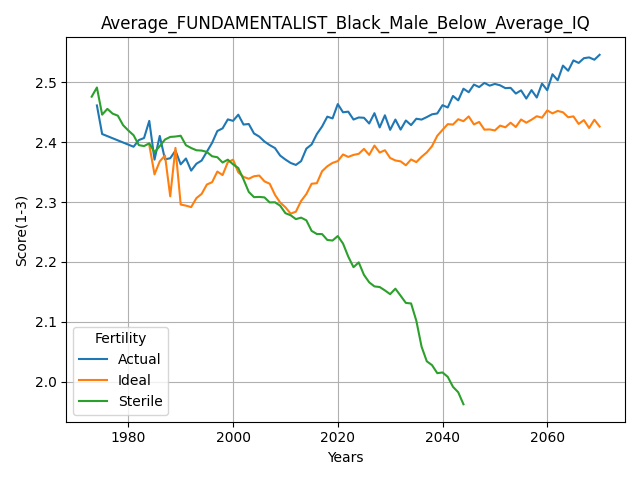 Average_FUNDAMENTALIST_Black_Male_Below_Average_IQ
Score(1-3)
2.5
2.4
2.3
2.2
2.1
2.0
Fertility
Actual
Ideal
Sterile
1980 2000 2020 2040 2060
Years